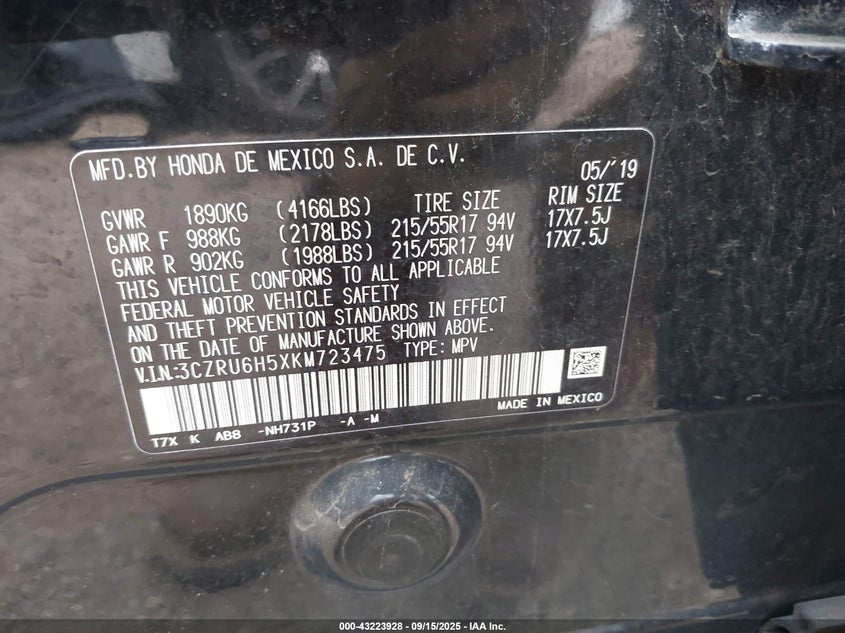 MFD.BY HONDA DE MEXICO S.A. DE C.V. 05/'19
GVWR 1890KG (4166LBS) TIRE SIZE RIM SIZE
GAWR F 988KG (2178LBS) 215/55R17 94V 17X7.5J
GAWR R 902KG (1988LBS) 215/55R17 94V 17X7.5J
THIS VEHICLE CONFORMS TO ALL APPLICABLE
FEDERAL MOTOR VEHICLE SAFETY
AND THEFT PREVENTION STANDARDS IN EFFECT
ON THE DATE OF MANUFACTURE SHOWN ABOVE.
V.I.N.:3CZRU6H5XKM723475 TYPE: MPV
T7X K AB8 -NH731P -A -M MADE IN MEXICO
000-43223928 - 09/15/2025 - IAA Inc.